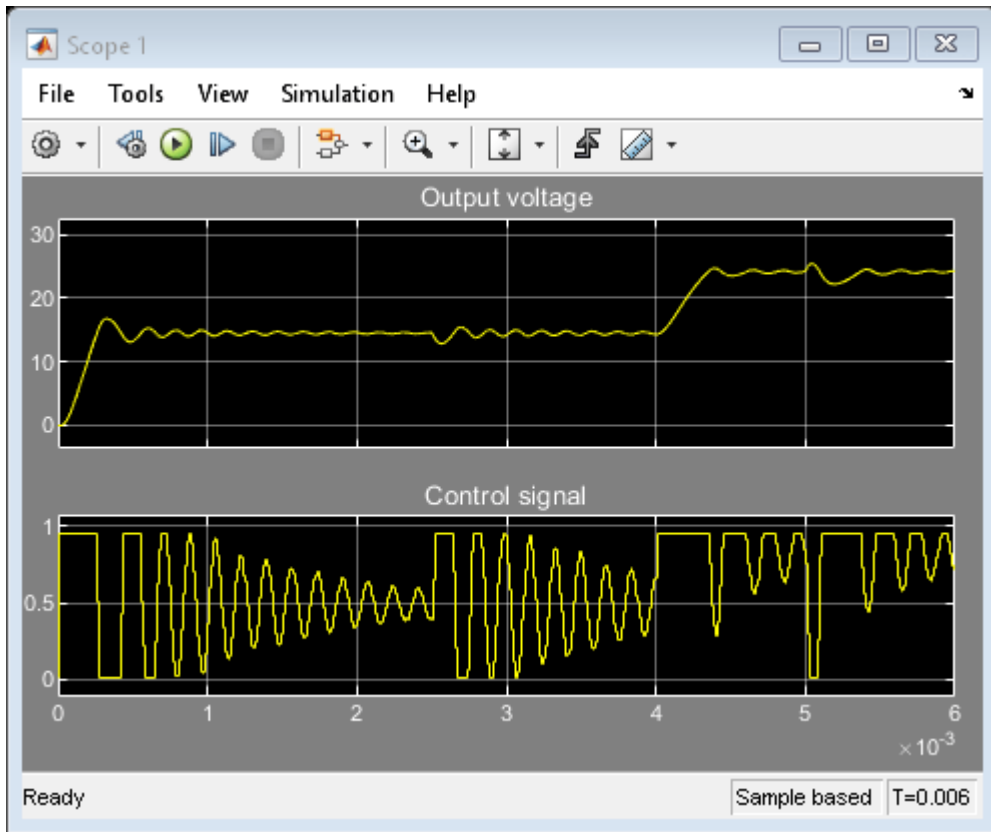 Scope 1
File Tools View Simulation Help
Output voltage
30
20
10
0
Control signal
1
0.5
0
0 1 2 3 4 5 6
×10-3
Ready Sample based T=0.006